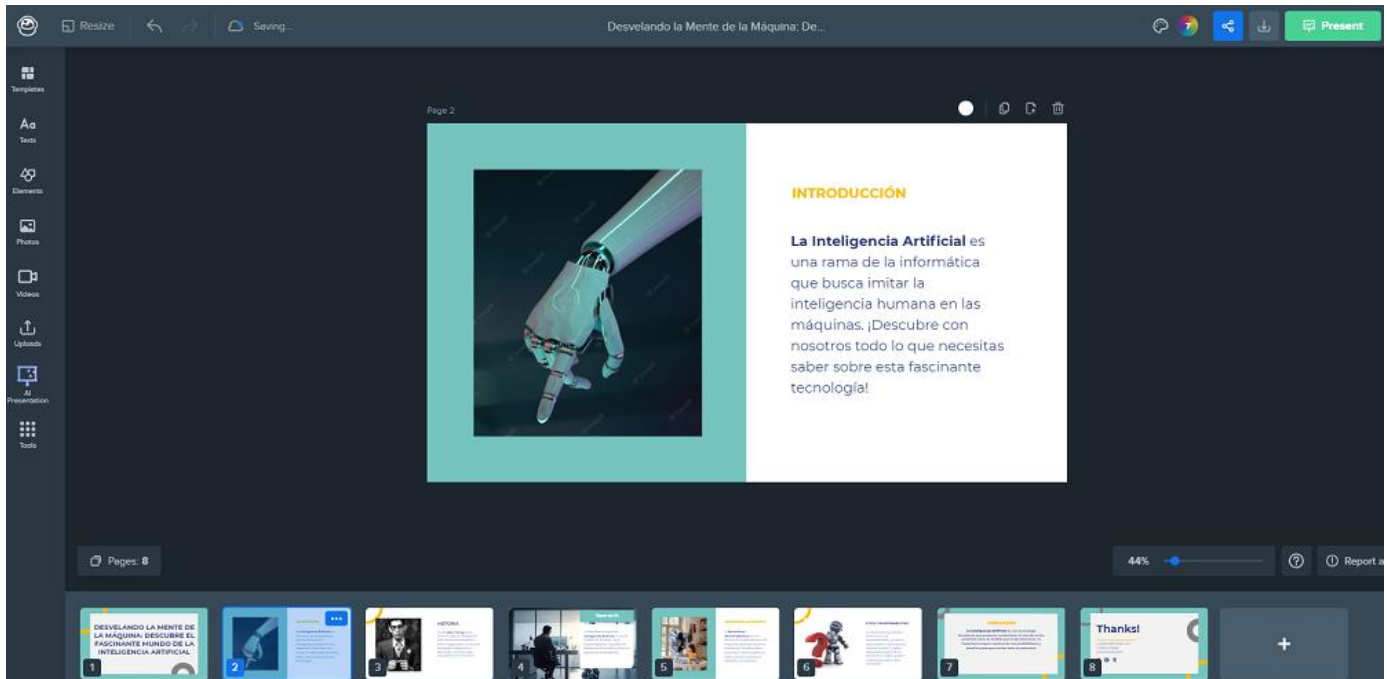 Resize
Saving...
Desvelando la Mente de la Máquina: De...
Present
Templates
Aa
Texts
Elements
Photos
Videos
Uploads
AI
Presentation
Tools
Page 2
INTRODUCCIÓN
La Inteligencia Artificial es
una rama de la informática
que busca imitar la
inteligencia humana en las
máquinas. ¡Descubre con
nosotros todo lo que necesitas
saber sobre esta fascinante
tecnología!
Pages: 8
44%
Report a
DESVELANDO LA MENTE DE
LA MÁQUINA: DESCUBRE EL
FASCINANTE MUNDO DE LA
INTELIGENCIA ARTIFICIAL
1
2
HISTORIA
3
4
5
6
7
Thanks!
8